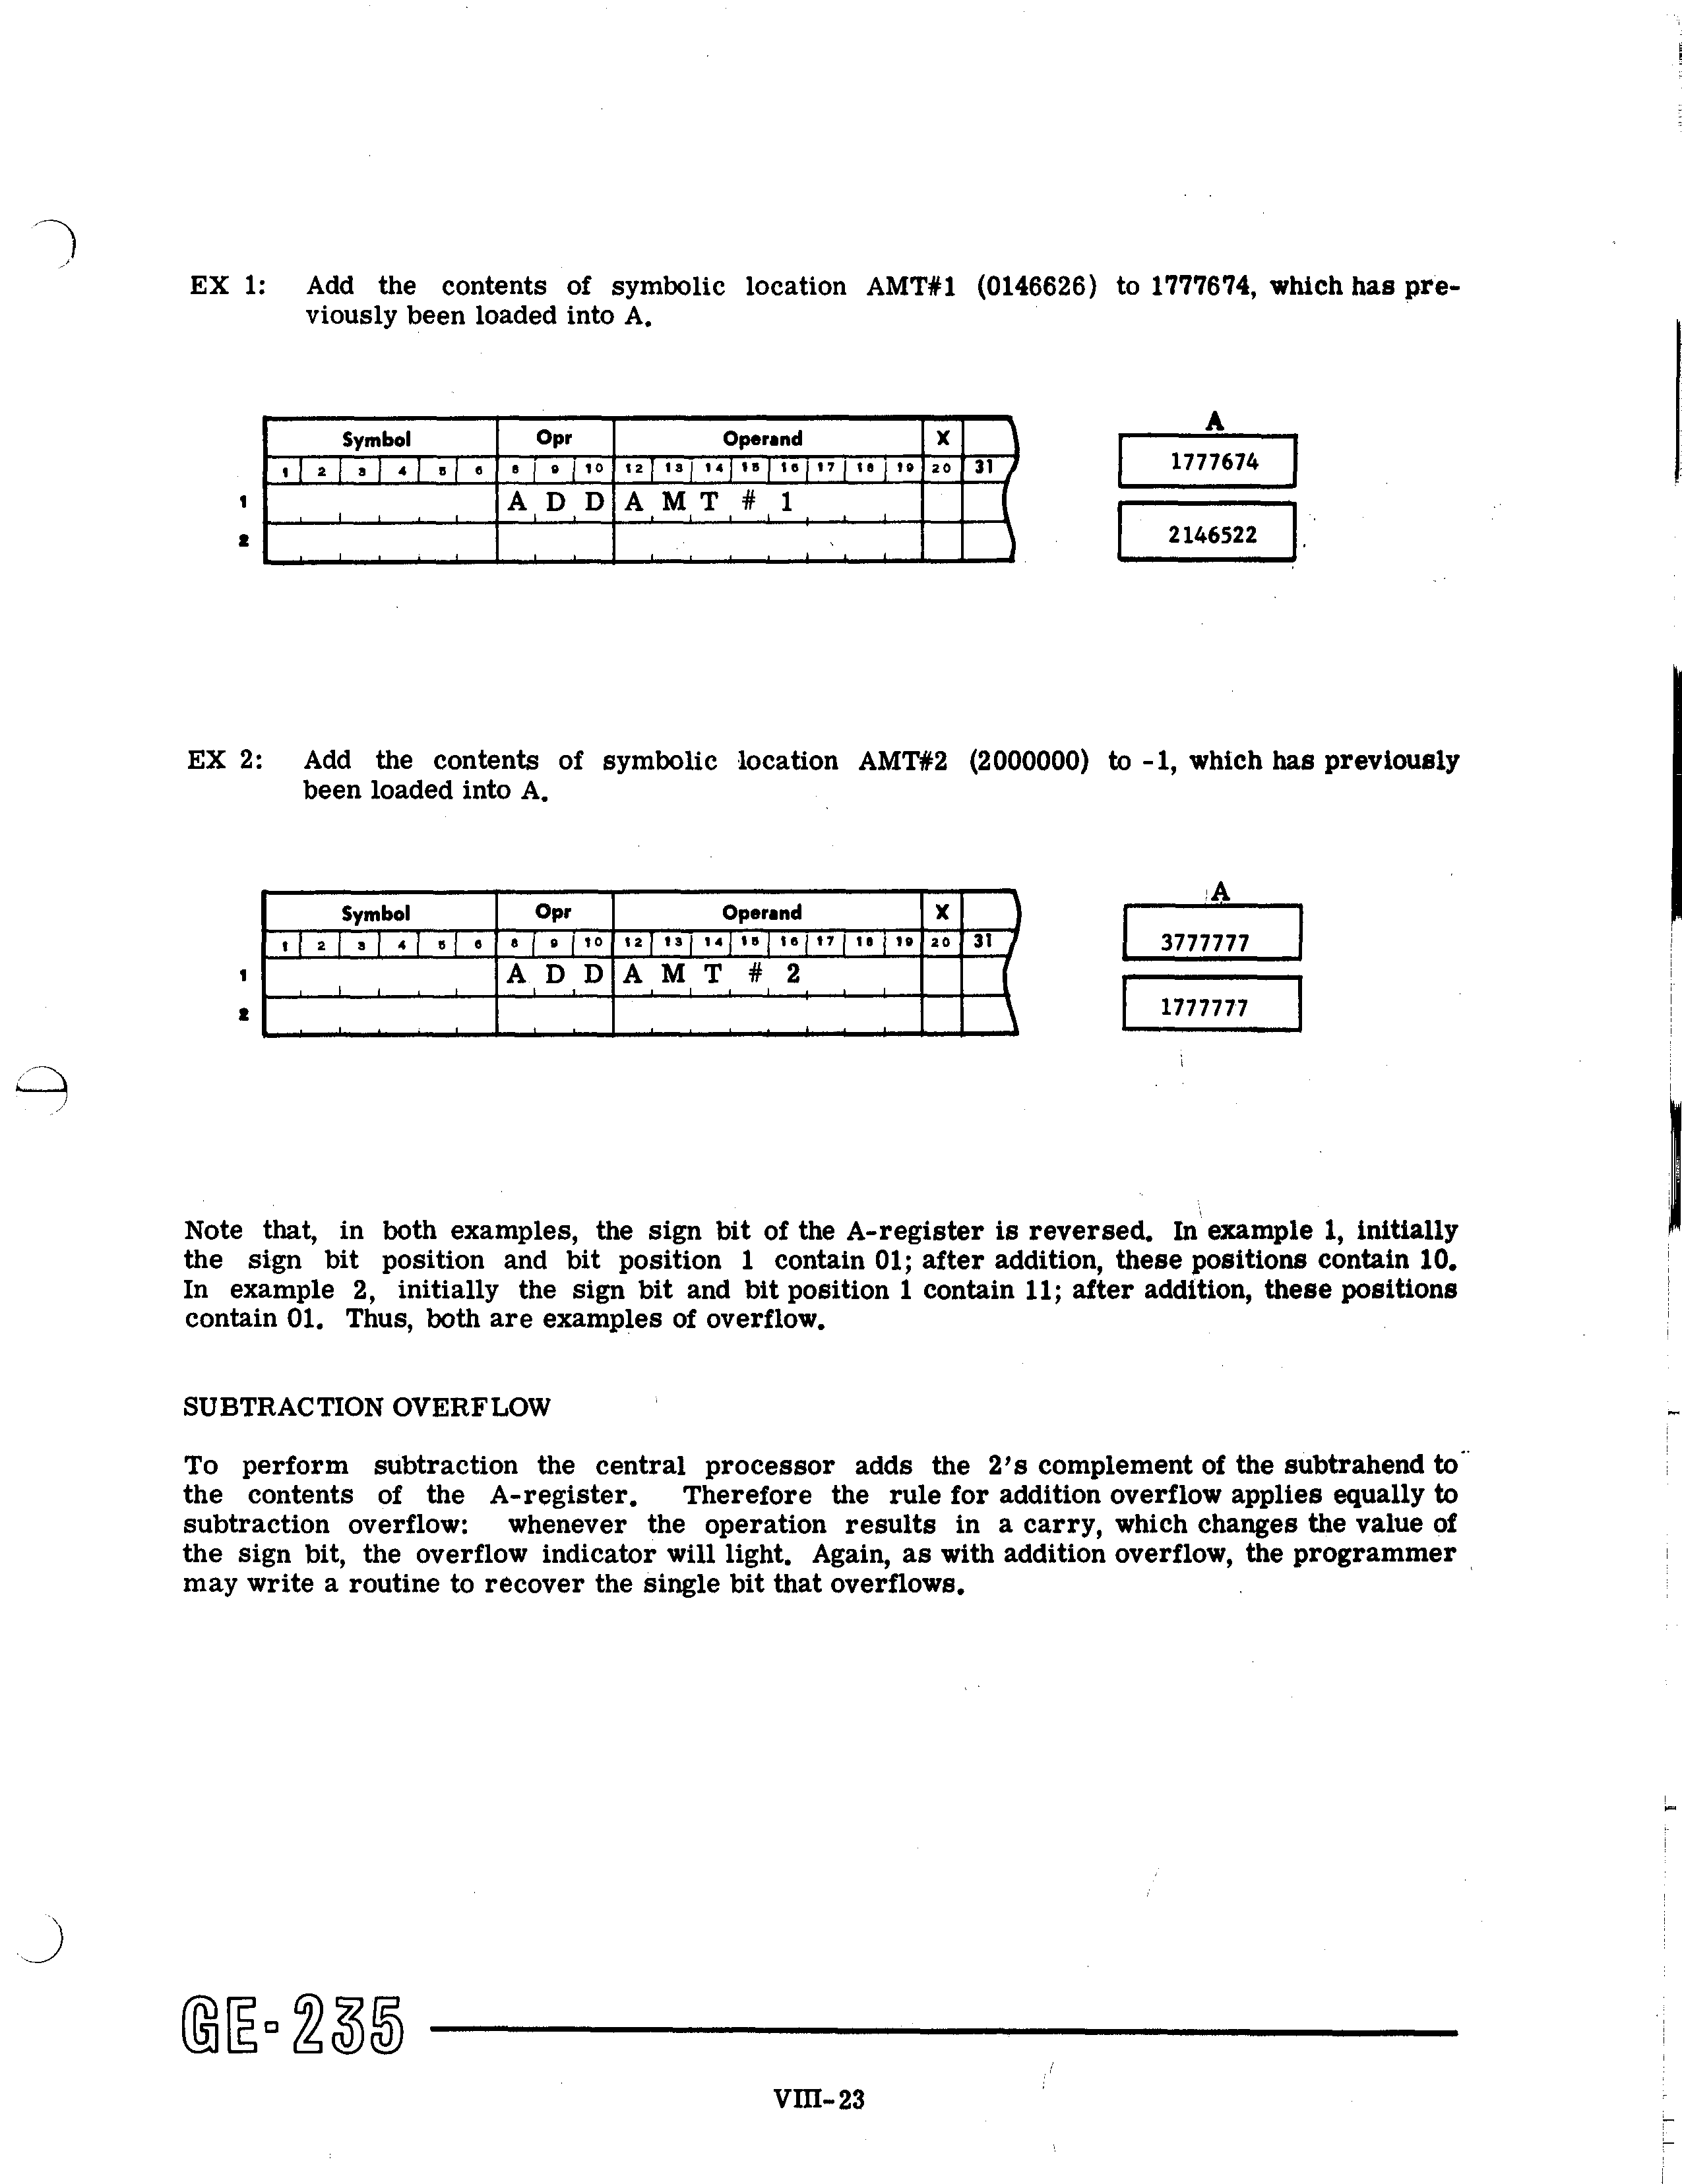 EX 1: Add the contents of symbolic location AMT#1 (0146626) to 1777674, which has pre-
viously been loaded into A.
A
Symbol Opr Operand X
1 2 3 4 5 6 8 9 10 12 13 14 15 16 17 18 19 20 31
1777674
1 A D D A M T # 1
2
2146522
EX 2: Add the contents of symbolic location AMT#2 (2000000) to -1, which has previously
been loaded into A.
A
Symbol Opr Operand X
1 2 3 4 5 6 8 9 10 12 13 14 15 16 17 18 19 20 31
3777777
1 A D D A M T # 2
2
1777777
Note that, in both examples, the sign bit of the A-register is reversed. In example 1, initially
the sign bit position and bit position 1 contain 01; after addition, these positions contain 10.
In example 2, initially the sign bit and bit position 1 contain 11; after addition, these positions
contain 01. Thus, both are examples of overflow.
SUBTRACTION OVERFLOW
To perform subtraction the central processor adds the 2's complement of the subtrahend to
the contents of the A-register. Therefore the rule for addition overflow applies equally to
subtraction overflow: whenever the operation results in a carry, which changes the value of
the sign bit, the overflow indicator will light. Again, as with addition overflow, the programmer
may write a routine to recover the single bit that overflows.
GE-235
VIII-23